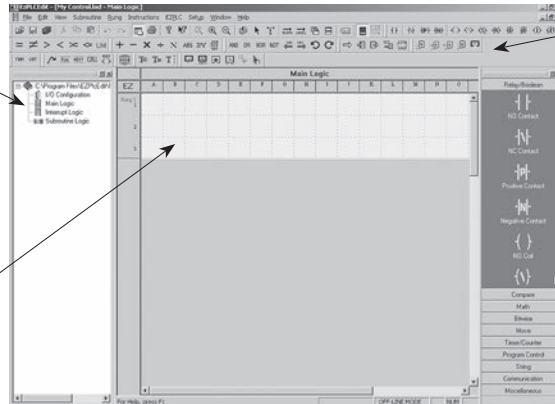 EZPLCEdit - [My Control.lad - Main Logic]
File Edit View Subroutine Rung Instructions EZPLC Setup Window Help
Main Logic
EZ A B C D E F G H I J K L M N O
C:\Program Files\EZPlcEdit\
I/O Configuration
Main Logic
Interrupt Logic
Subroutine Logic
1
2
3
Relay/Boolean
NO Contact
NC Contact
Positive Contact
Negative Contact
NO Coil
Compare
Math
Bitwise
Move
Timer/Counter
Program Control
String
Communication
Miscellaneous
For Help, press F1
OFF-LINE MODE NUM